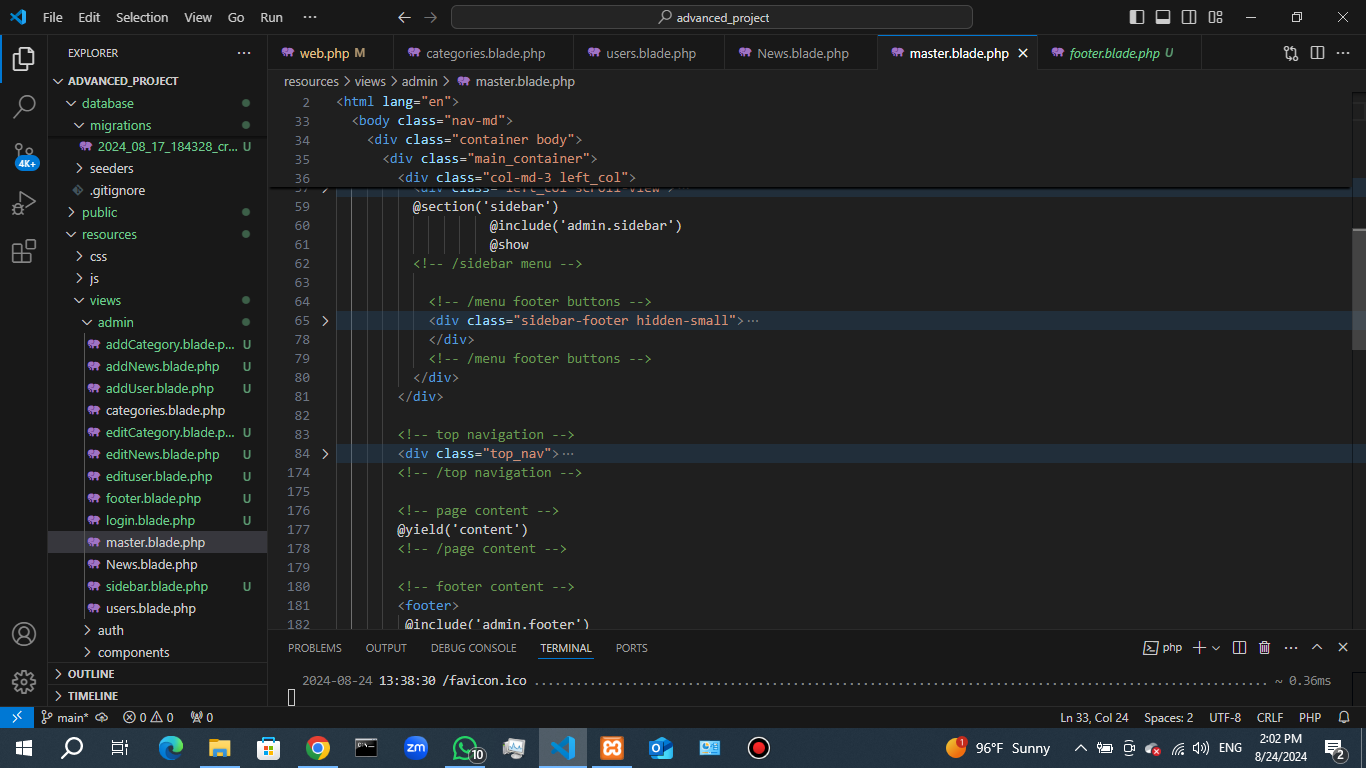 File Edit Selection View Go Run ··· advanced_project
EXPLORER ···
web.php M categories.blade.php users.blade.php News.blade.php master.blade.php footer.blade.php U
resources > views > admin > master.blade.php
ADVANCED_PROJECT
database
migrations
2024_08_17_184328_cr... U
seeders
.gitignore
public
resources
css
js
views
admin
addCategory.blade.p... U
addNews.blade.php U
addUser.blade.php U
categories.blade.php
editCategory.blade.p... U
editNews.blade.php U
edituser.blade.php U
footer.blade.php U
login.blade.php U
master.blade.php
News.blade.php
sidebar.blade.php U
users.blade.php
auth
components
OUTLINE
TIMELINE
2 <html lang="en">
33 <body class="nav-md">
34 <div class="container body">
35 <div class="main_container">
36 <div class="col-md-3 left_col">
37 <div class="left_col scroll-view">···
59 @section('sidebar')
60 @include('admin.sidebar')
61 @show
62 <!-- /sidebar menu -->
63
64 <!-- /menu footer buttons -->
65 <div class="sidebar-footer hidden-small">···
78 </div>
79 <!-- /menu footer buttons -->
80 </div>
81 </div>
82
83 <!-- top navigation -->
84 <div class="top_nav">···
174 <!-- /top navigation -->
175
176 <!-- page content -->
177 @yield('content')
178 <!-- /page content -->
179
180 <!-- footer content -->
181 <footer>
182 @include('admin.footer')
PROBLEMS OUTPUT DEBUG CONSOLE TERMINAL PORTS php
2024-08-24 13:38:30 /favicon.ico ........................................................................................................ ~ 0.36ms
4K+
main* 0 0 0 Ln 33, Col 24 Spaces: 2 UTF-8 CRLF PHP
zm 10 1 96°F Sunny ENG 2:02 PM
8/24/2024 2